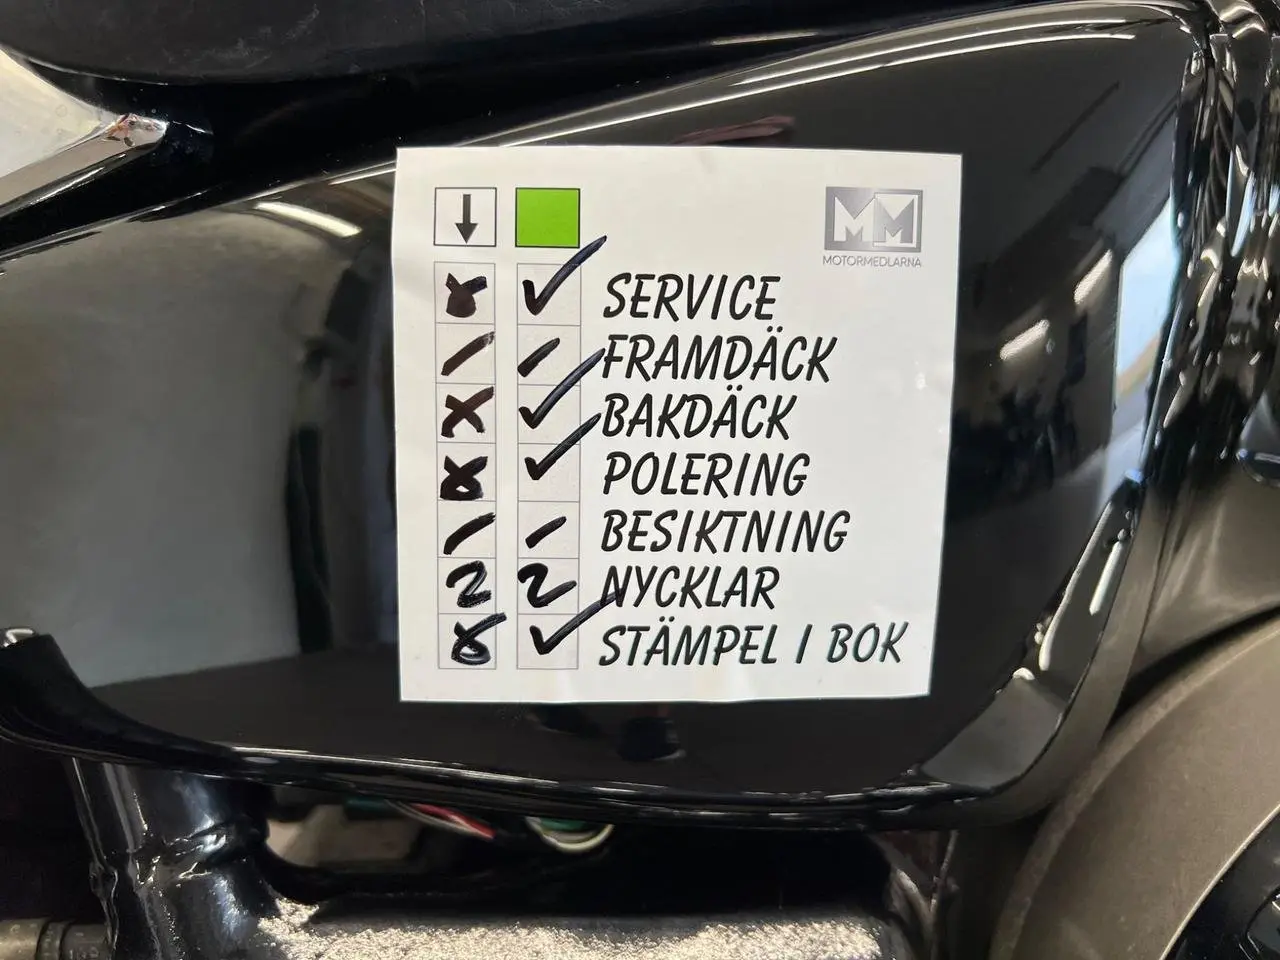 MM
MOTORMEDLARNA
SERVICE
FRAMDÄCK
BAKDÄCK
POLERING
BESIKTNING
2 2 NYCKLAR
STÄMPEL I BOK